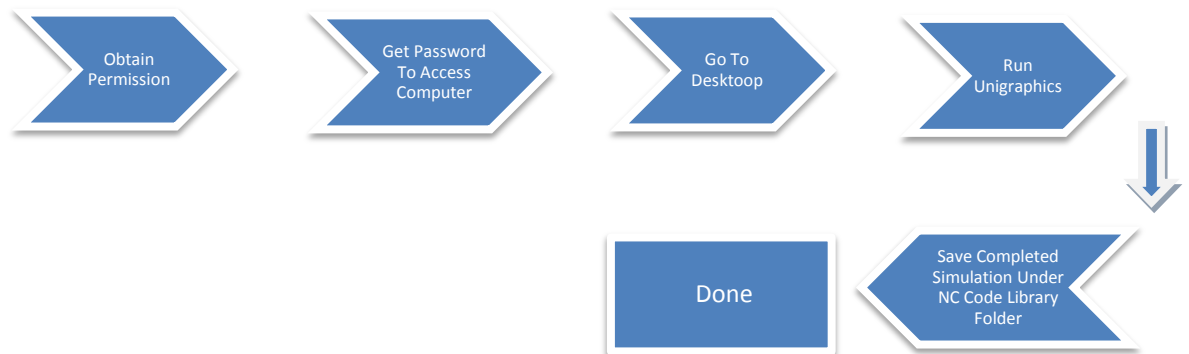 Obtain
Permission
Get Password
To Access
Computer
Go To
Desktoop
Run
Unigraphics
Save Completed
Simulation Under
NC Code Library
Folder
Done